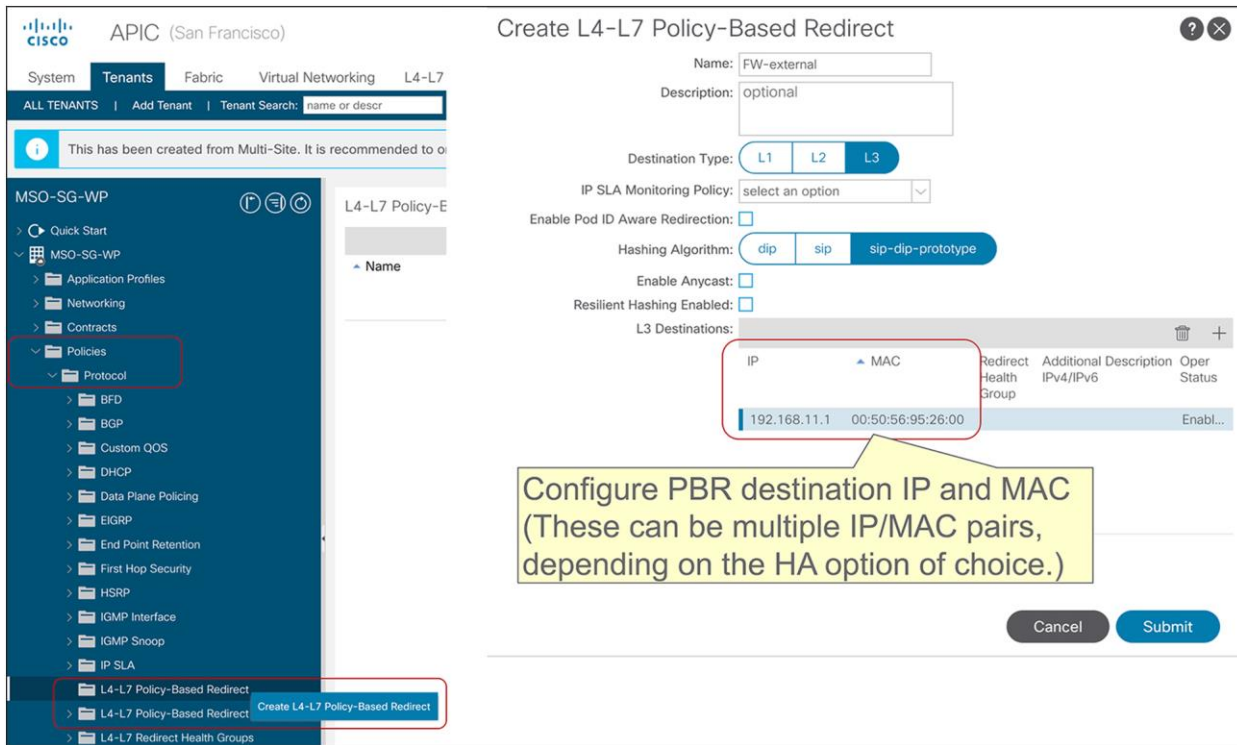 CISCO
APIC (San Francisco)
System Tenants Fabric Virtual Networking L4-L7
ALL TENANTS | Add Tenant | Tenant Search: name or descr
This has been created from Multi-Site. It is recommended to
MSO-SG-WP
Quick Start
MSO-SG-WP
Application Profiles
Networking
Contracts
Policies
Protocol
BFD
BGP
Custom QOS
DHCP
Data Plane Policing
EIGRP
End Point Retention
First Hop Security
HSRP
IGMP Interface
IGMP Snoop
IP SLA
L4-L7 Policy-Based Redirect
L4-L7 Policy-Based Redirect
Create L4-L7 Policy-Based Redirect
L4-L7 Redirect Health Groups
L4-L7 Policy-B
Name
Create L4-L7 Policy-Based Redirect
Name: FW-external
Description: optional
Destination Type: L1 L2 L3
IP SLA Monitoring Policy: select an option
Enable Pod ID Aware Redirection:
Hashing Algorithm: dip sip sip-dip-prototype
Enable Anycast:
Resilient Hashing Enabled:
L3 Destinations:
IP MAC Redirect Additional Description Oper
Health IPv4/IPv6 Status
Group
192.168.11.1 00:50:56:95:26:00 Enabl...
Configure PBR destination IP and MAC
(These can be multiple IP/MAC pairs,
depending on the HA option of choice.)
Cancel Submit